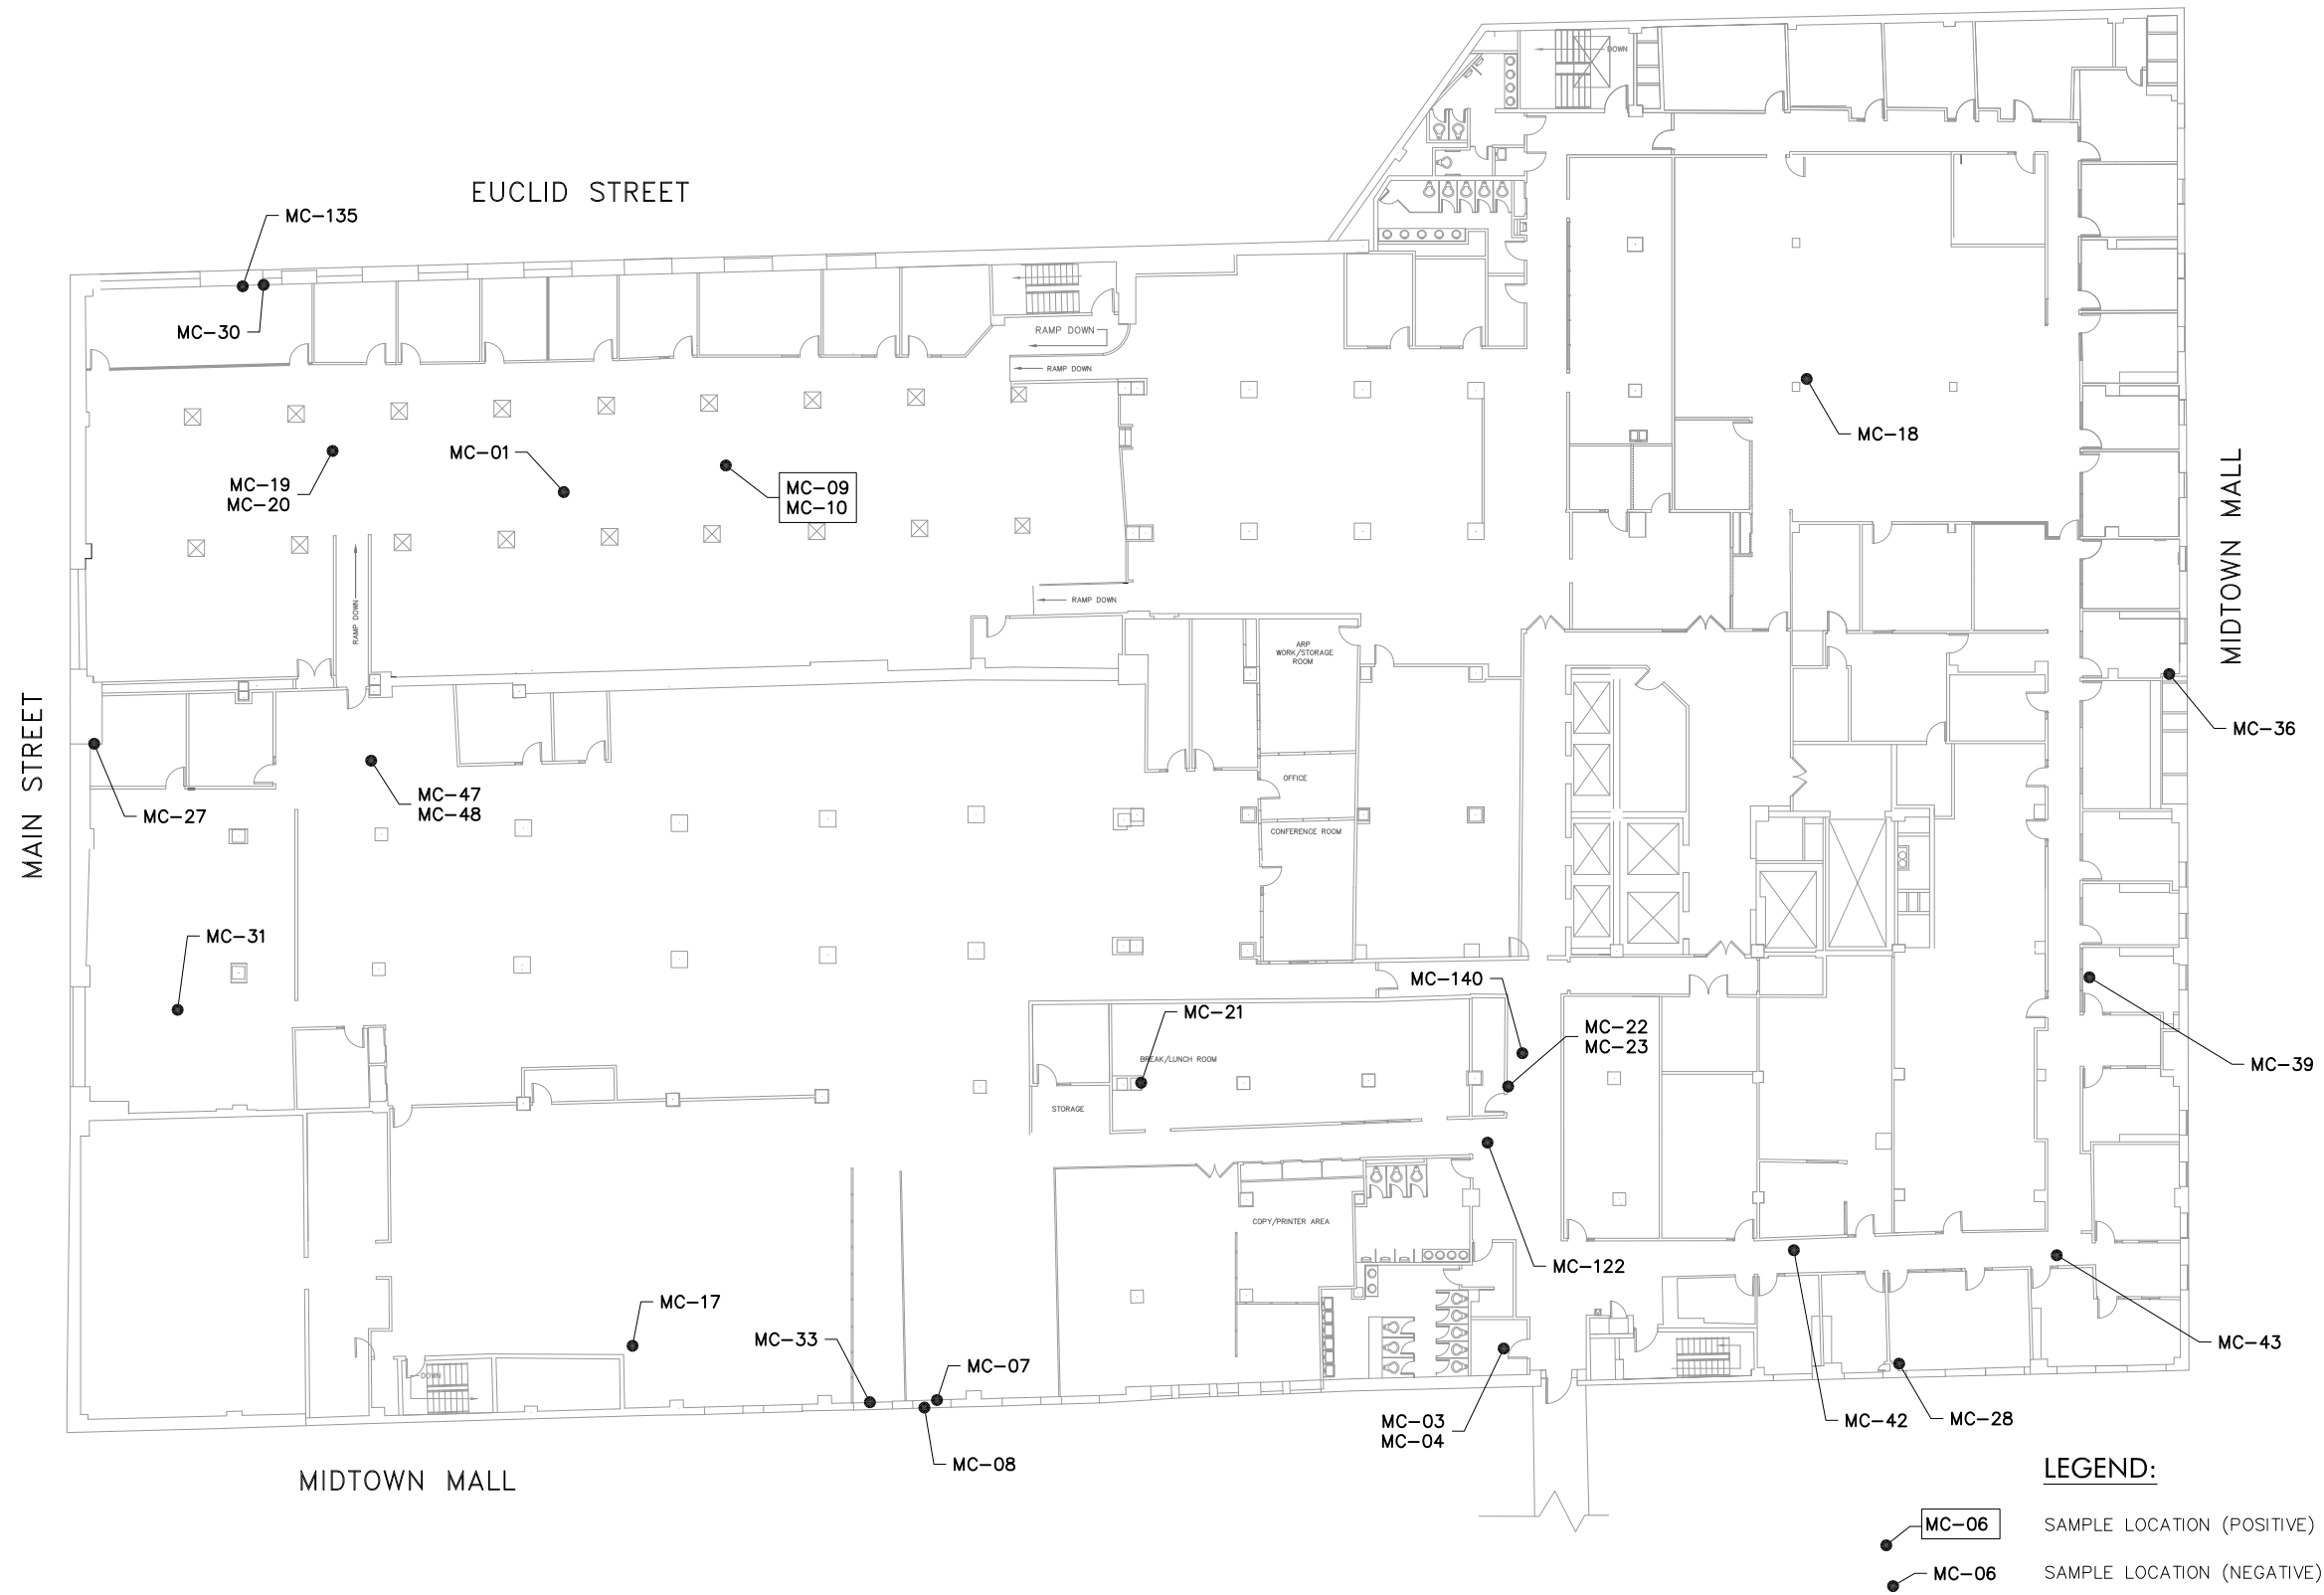 DOWN
EUCLID STREET
MC-135
MC-30
RAMP DOWN
RAMP DOWN
MC-18
MC-01
MC-19
MC-20
MC-09
MC-10
MIDTOWN MALL
RAMP DOWN
RAMP DOWN
ARP
WORK/STORAGE
ROOM
MAIN STREET
MC-36
OFFICE
MC-47
MC-48
MC-27
CONFERENCE ROOM
MC-31
MC-140
MC-21
MC-22
MC-23
BREAK/LUNCH ROOM
MC-39
STORAGE
COPY/PRINTER AREA
MC-122
MC-17
MC-33
MC-07
MC-43
DOWN
MC-03
MC-04
MC-42
MC-28
MC-08
MIDTOWN MALL
LEGEND:
MC-06 SAMPLE LOCATION (POSITIVE)
MC-06 SAMPLE LOCATION (NEGATIVE)